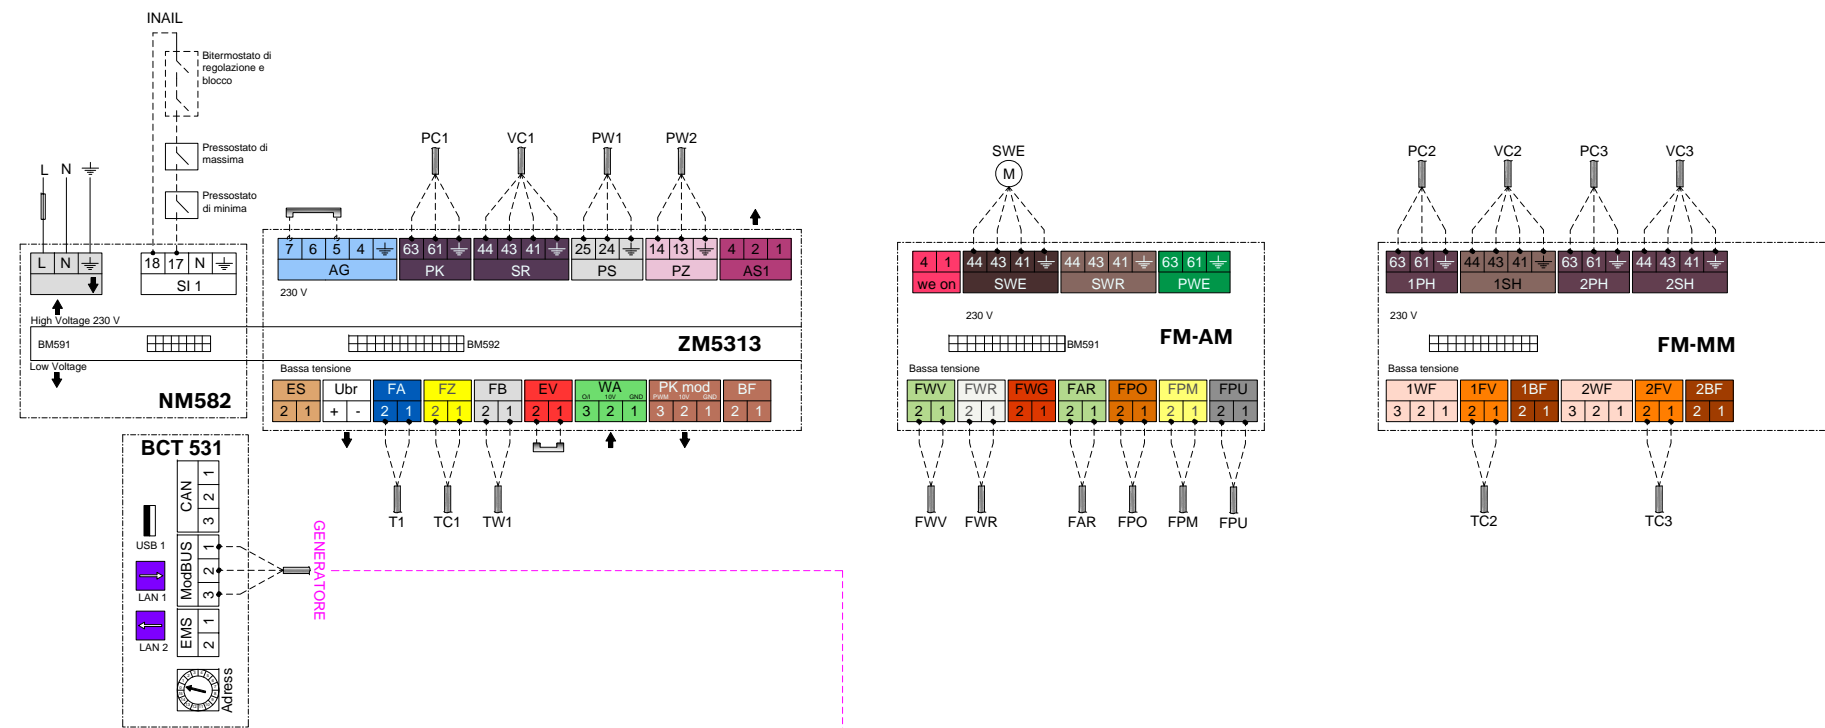 INAIL
Bitermostato di
regolazione e
blocco
Pressostato di
massima
Pressostato
di minima
L N
L N
18 17 N
SI 1
High Voltage 230 V
BM591
Low Voltage
NM582
PC1 VC1 PW1 PW2
7 6 5 4
AG
63 61
PK
44 43 41
SR
25 24
PS
14 13
PZ
4 2 1
AS1
230 V
BM592
ZM5313
Bassa tensione
ES
2 1
Ubr
+ -
FA
2 1
FZ
2 1
FB
2 1
EV
2 1
WA
O/I 10V GND
3 2 1
PK mod
PWM 10V GND
3 2 1
BF
2 1
T1 TC1 TW1
SWE
M
4 1
we on
44 43 41
SWE
44 43 41
SWR
63 61
PWE
230 V
BM591
FM-AM
Bassa tensione
FWV
2 1
FWR
2 1
FWG
2 1
FAR
2 1
FPO
2 1
FPM
2 1
FPU
2 1
FWV FWR FAR FPO FPM FPU
PC2 VC2 PC3 VC3
63 61
1PH
44 43 41
1SH
63 61
2PH
44 43 41
2SH
230 V
FM-MM
Bassa tensione
1WF
3 2 1
1FV
2 1
1BF
2 1
2WF
3 2 1
2FV
2 1
2BF
2 1
TC2 TC3
BCT 531
CAN
1
2
3
USB 1
ModBUS
1
2
3
LAN 1
EMS
1
2
LAN 2
Adress
GENERATORE